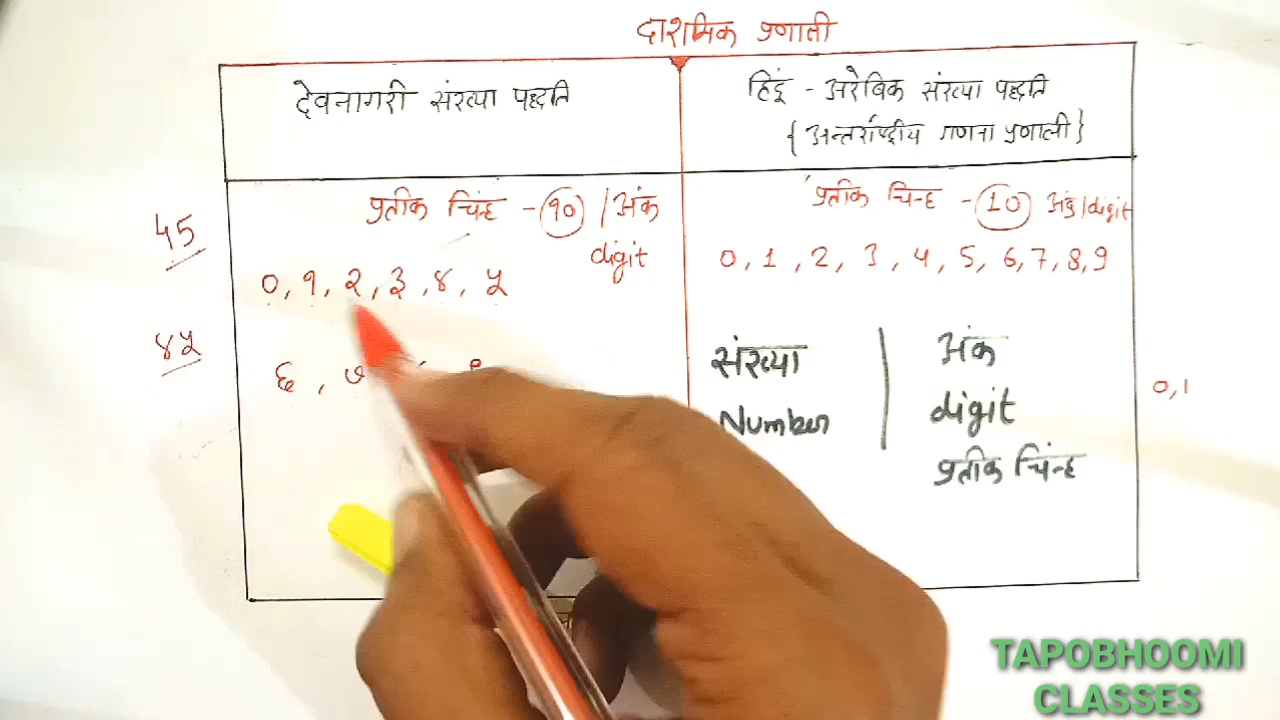 दाशमिक प्रणाली
देवनागरी संख्या पद्धति
हिंदू - अरेबिक संख्या पद्धति
{अन्तर्राष्ट्रीय गणना प्रणाली}
45
४५
प्रतीक चिंन्ह - १० / अंक
digit
०, १, २, ३, ४, ५
६, ७
प्रतीक चिन्ह - 10 अंक/digit
0, 1, 2, 3, 4, 5, 6, 7, 8, 9
संख्या | अंक
Number | digit
प्रतीक चिंन्ह
0, 1
TAPOBHOOMI
CLASSES